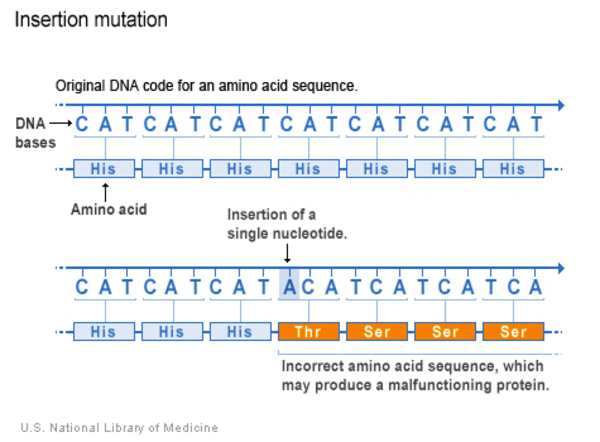 Insertion mutation
Original DNA code for an amino acid sequence.
DNA bases
C A T C A T C A T C A T C A T C A T C A T
His His His His His His His
Amino acid
Insertion of a
single nucleotide.
C A T C A T C A T A C A T C A T C A T C A
His His His Thr Ser Ser Ser
Incorrect amino acid sequence, which
may produce a malfunctioning protein.
U.S. National Library of Medicine